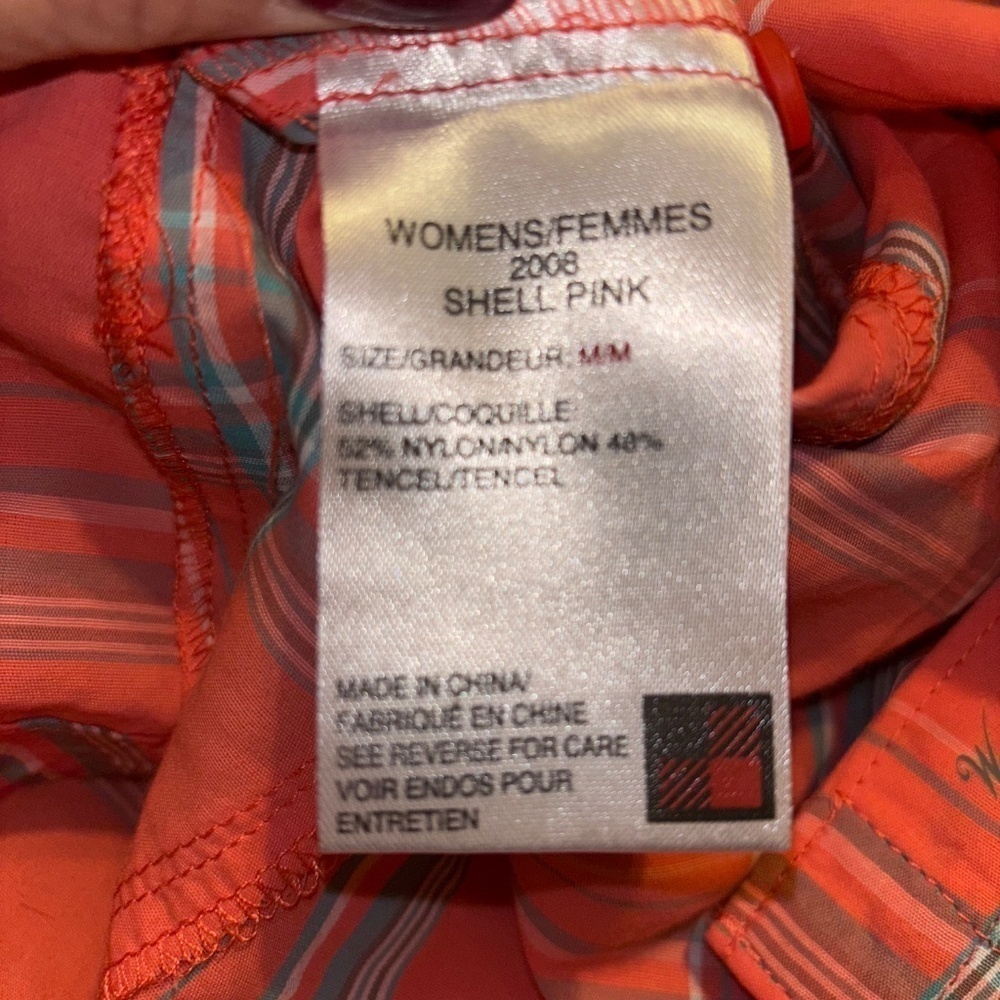 WOMENS/FEMMES
2008
SHELL PINK
SIZE/GRANDEUR: M/M
SHELL/COQUILLE
52% NYLON/NYLON 48%
TENCEL/TENCEL
MADE IN CHINA/
FABRIQUÉ EN CHINE
SEE REVERSE FOR CARE
VOIR ENDOS POUR
ENTRETIEN
W